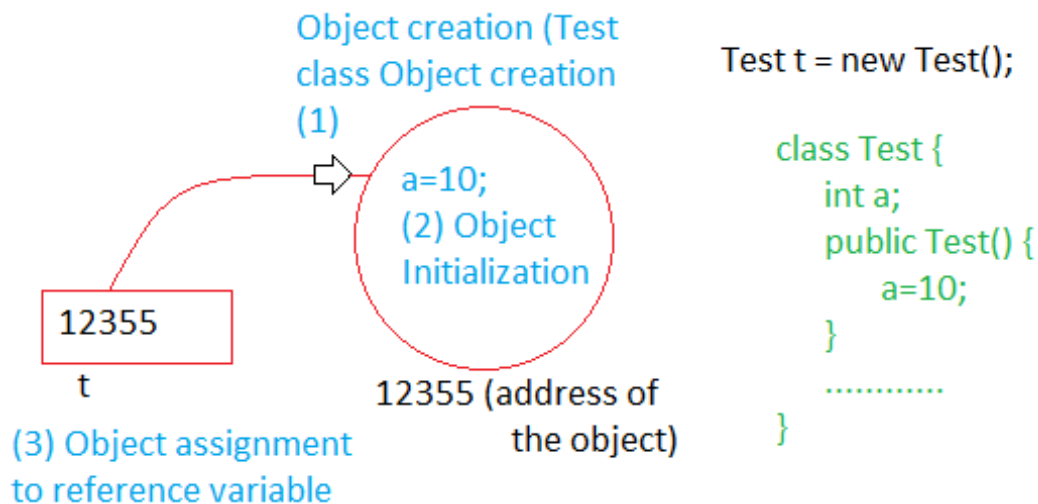 Object creation (Test
class Object creation
(1)
a=10;
(2) Object
Initialization
12355
t
12355 (address of
the object)
(3) Object assignment
to reference variable
Test t = new Test();
class Test {
int a;
public Test() {
a=10;
}
............
}